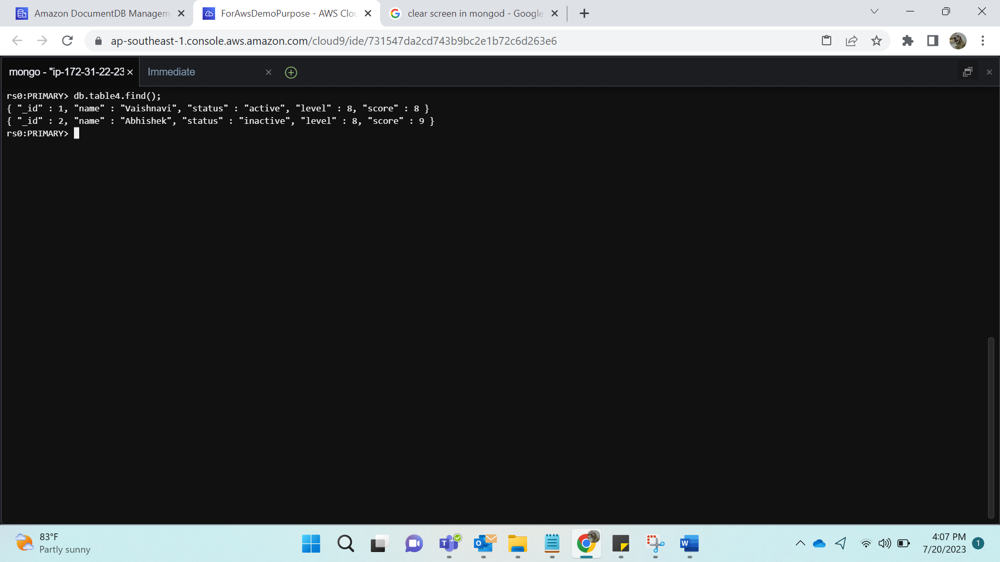 Amazon DocumentDB Managem
ForAwsDemoPurpose - AWS Clou
clear screen in mongod - Google
ap-southeast-1.console.aws.amazon.com/cloud9/ide/731547da2cd743b9bc2e1b72c6d263e6
mongo - "ip-172-31-22-23
Immediate
rs0:PRIMARY> db.table4.find();
{ "_id" : 1, "name" : "Vaishnavi", "status" : "active", "level" : 8, "score" : 8 }
{ "_id" : 2, "name" : "Abhishek", "status" : "inactive", "level" : 8, "score" : 9 }
rs0:PRIMARY>
83°F
Partly sunny
4:07 PM
7/20/2023
1